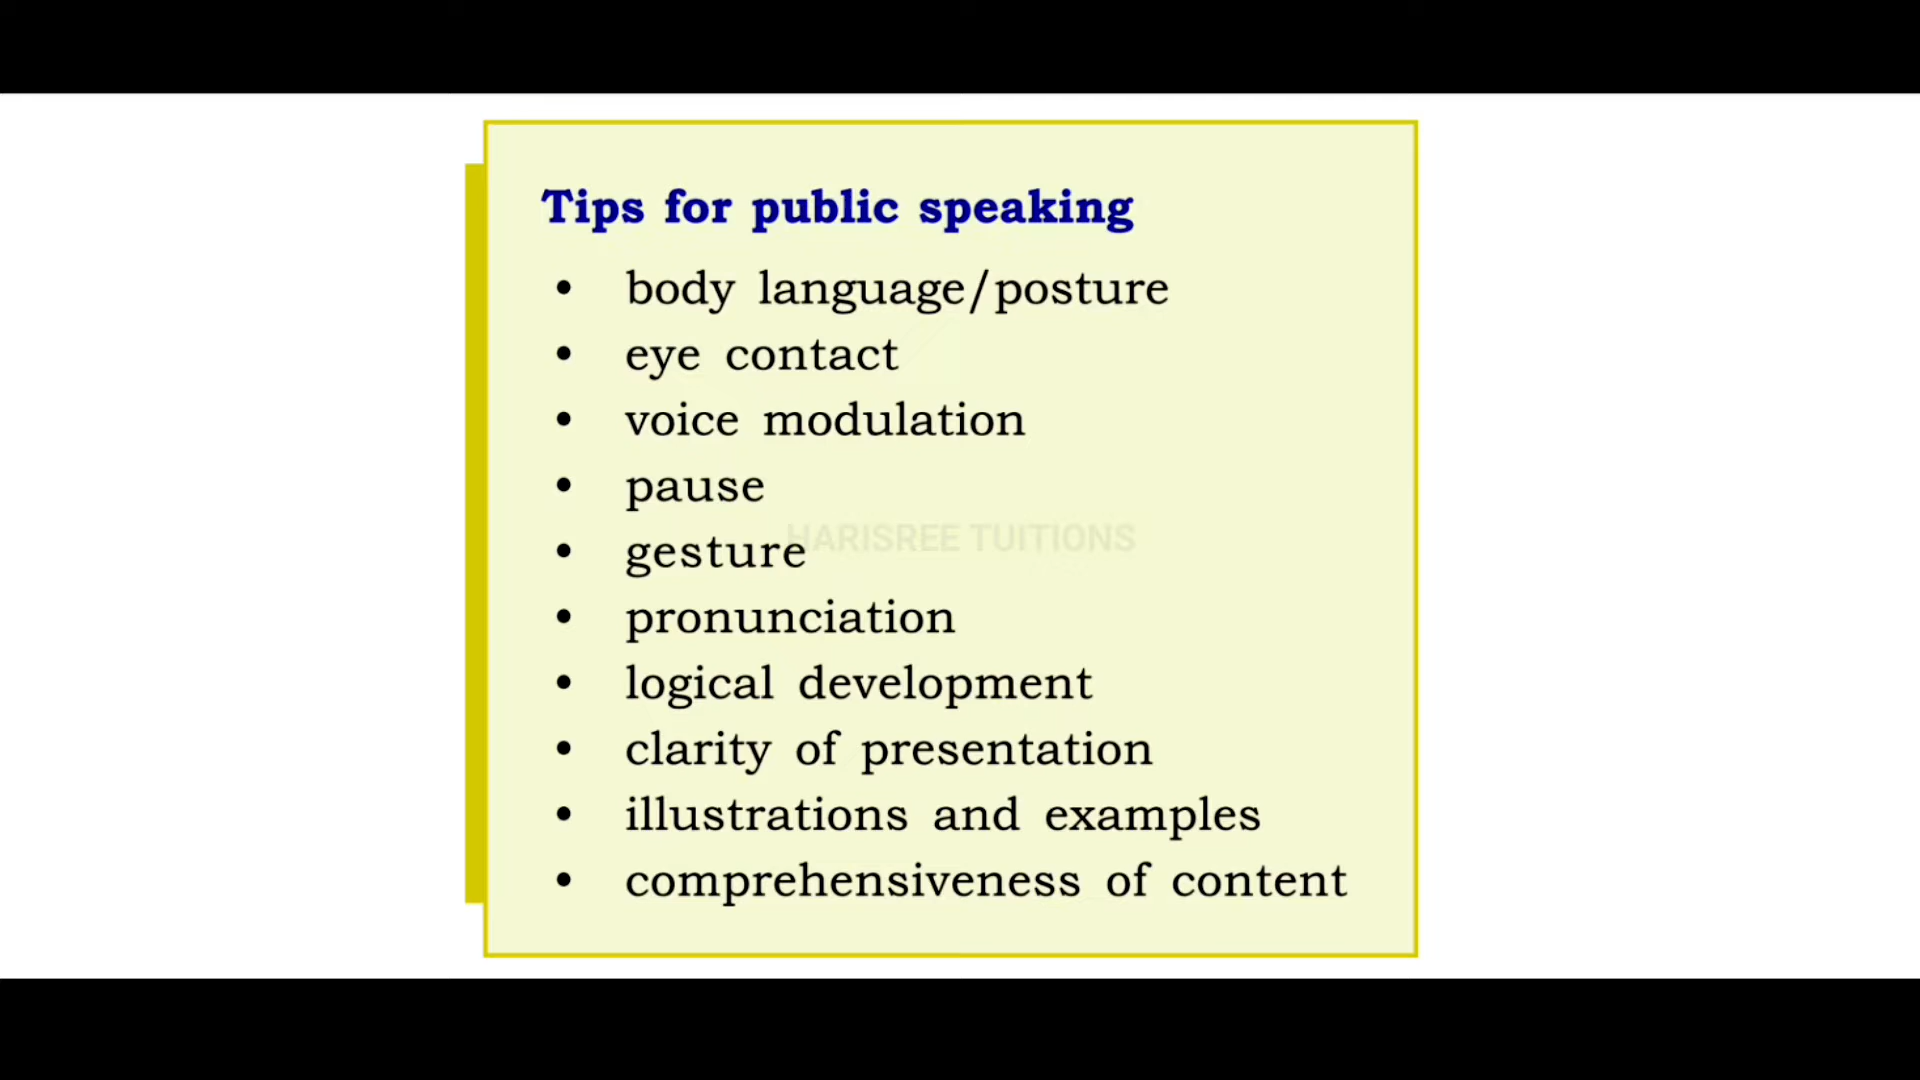 Tips for public speaking
• body language/posture
• eye contact
• voice modulation
• pause
HARISREE TUITIONS
• gesture
• pronunciation
• logical development
• clarity of presentation
• illustrations and examples
• comprehensiveness of content